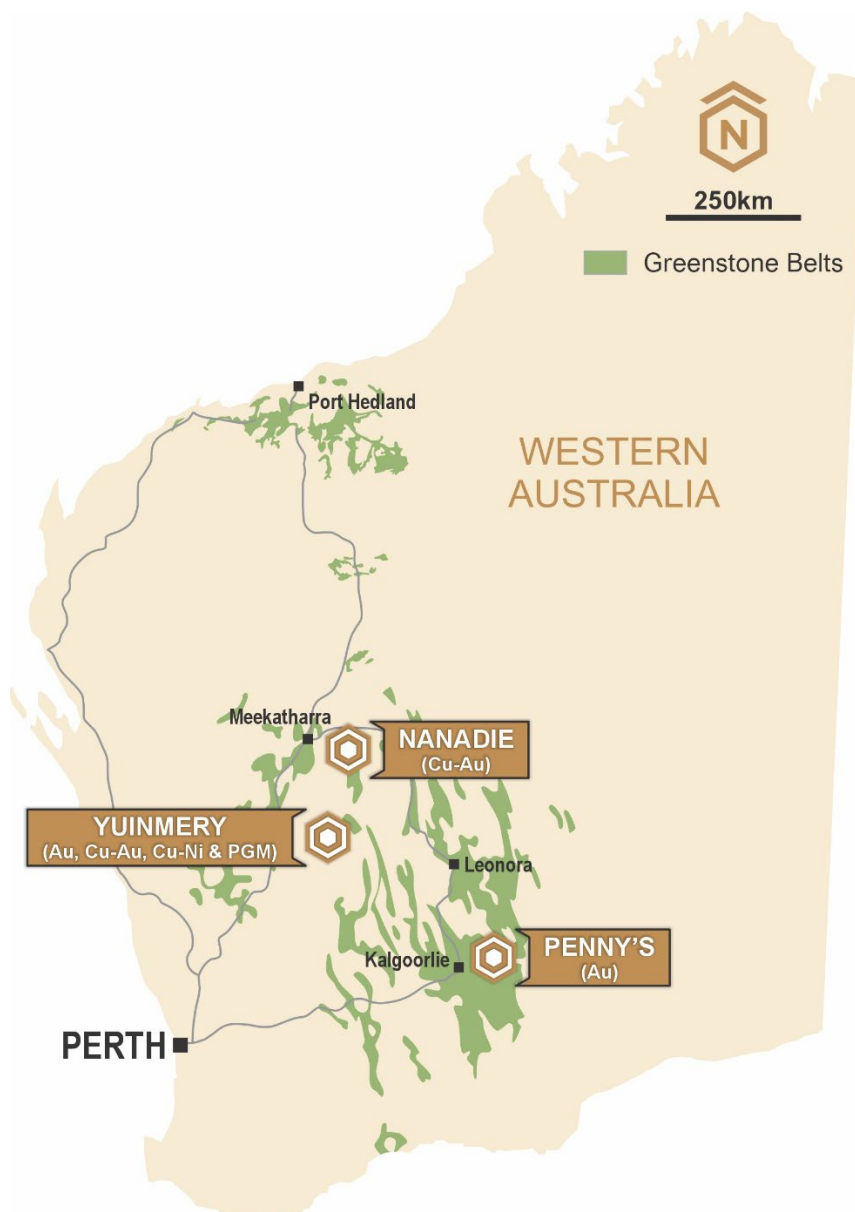 N
250km
Greenstone Belts
Port Hedland
WESTERN
AUSTRALIA
Meekatharra
NANADIE
(Cu-Au)
YUINMERY
(Au, Cu-Au, Cu-Ni & PGM)
Leonora
Kalgoorlie
PENNY'S
(Au)
PERTH